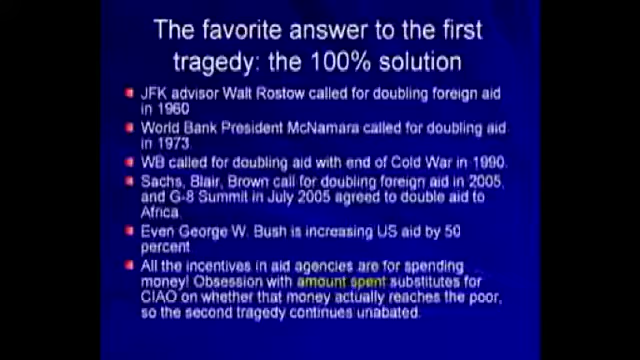 The favorite answer to the first
tragedy: the 100% solution
JFK advisor Walt Rostow called for doubling foreign aid
in 1960
World Bank President McNamara called for doubling aid
in 1973.
WB called for doubling aid with end of Cold War in 1990.
Sachs, Blair, Brown call for doubling foreign aid in 2005,
and G-8 Summit in July 2005 agreed to double aid to
Africa.
Even George W. Bush is increasing US aid by 50
percent
All the incentives in aid agencies are for spending
money! Obsession with amount spent substitutes for
CIAO on whether that money actually reaches the poor,
so the second tragedy continues unabated.